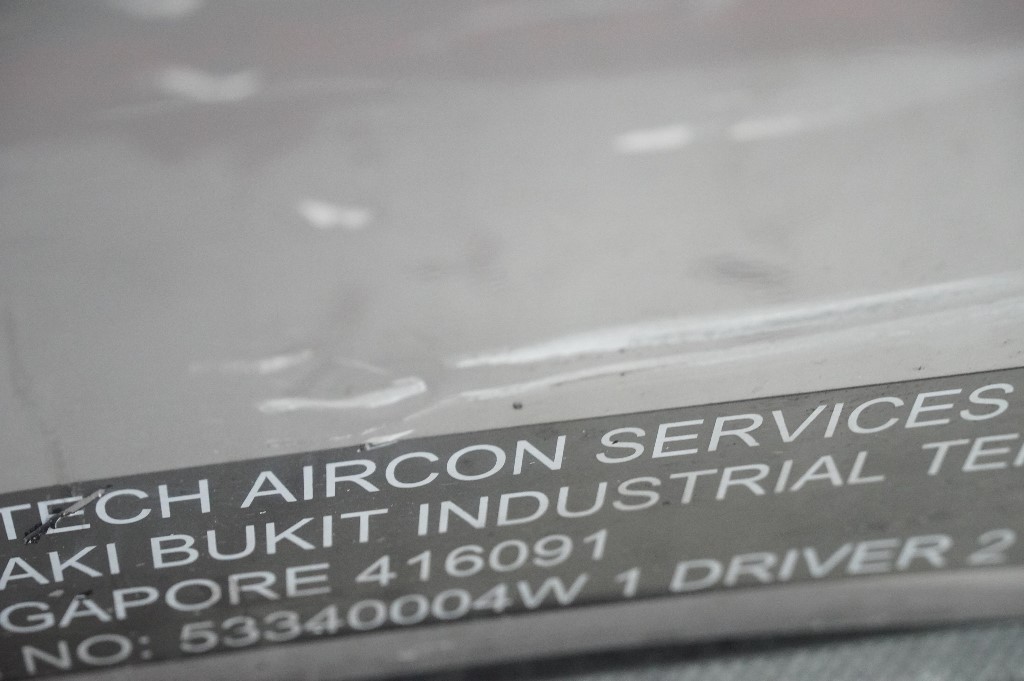 TECH AIRCON SERVICES
AKI BUKIT INDUSTRIAL TE
GAPORE 416091
NO: 53340004W 1 DRIVER 2